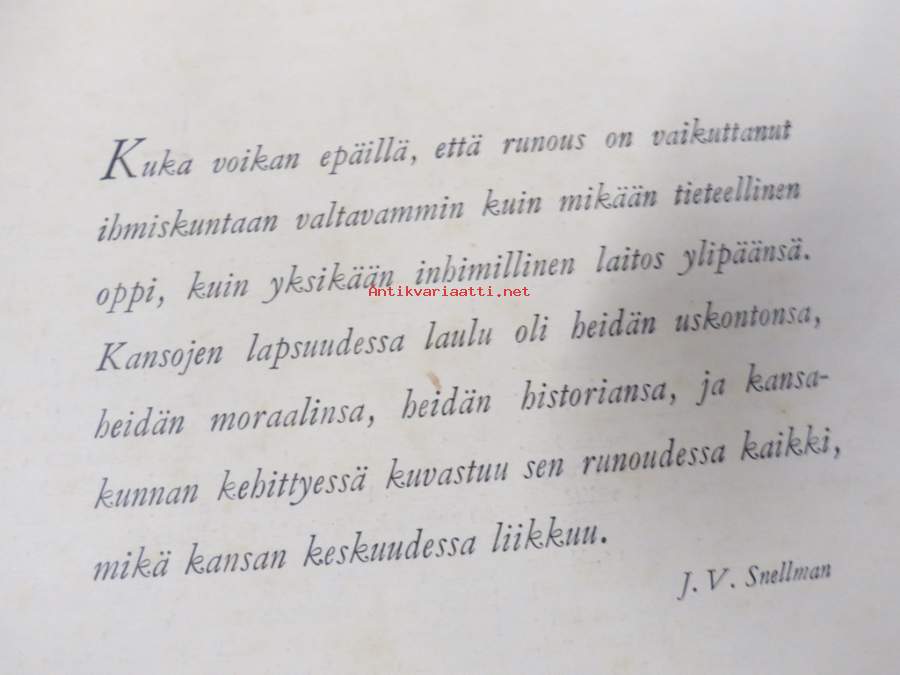 Kuka voikan epäillä, että runous on vaikuttanut
ihmiskuntaan valtavammin kuin mikään tieteellinen
oppi, kuin yksikään inhimillinen laitos ylipäänsä.
Antikvariaatti.net
Kansojen lapsuudessa laulu oli heidän uskontonsa,
heidän moraalinsa, heidän historiansa, ja kansa-
kunnan kehittyessä kuvastuu sen runoudessa kaikki,
mikä kansan keskuudessa liikkuu.
J. V. Snellman